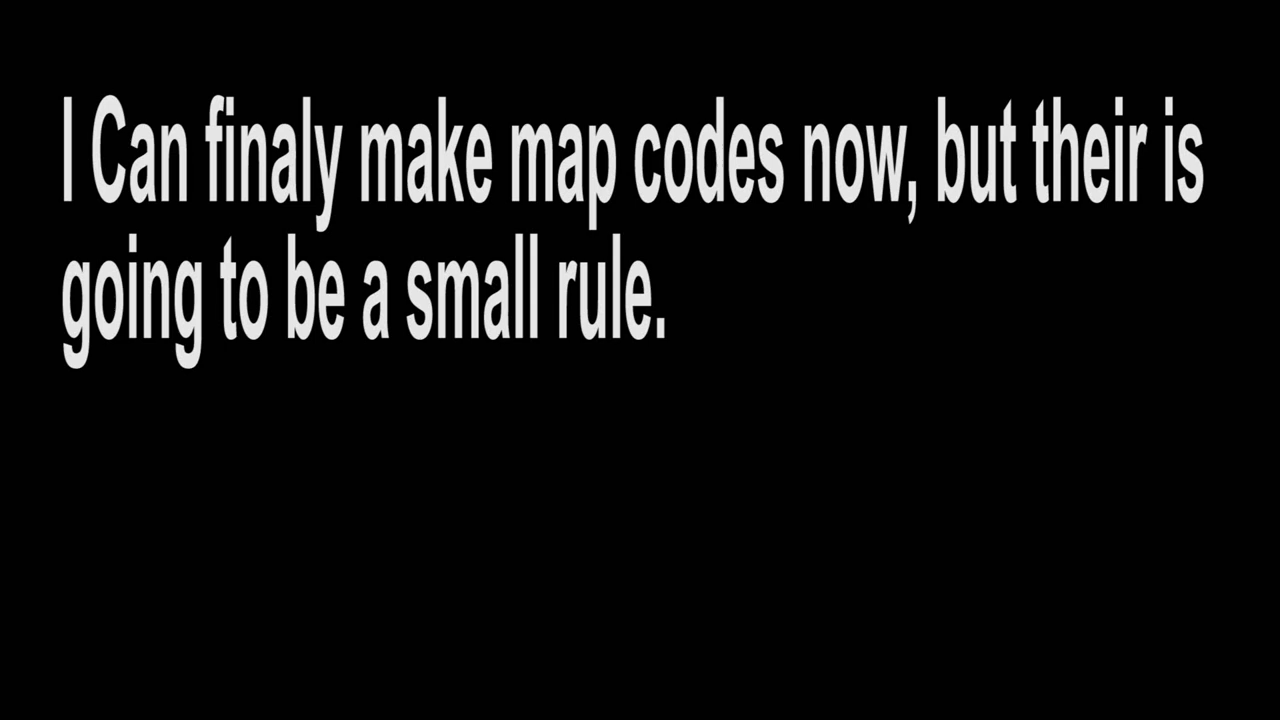 I Can finaly make map codes now, but their is
going to be a small rule.